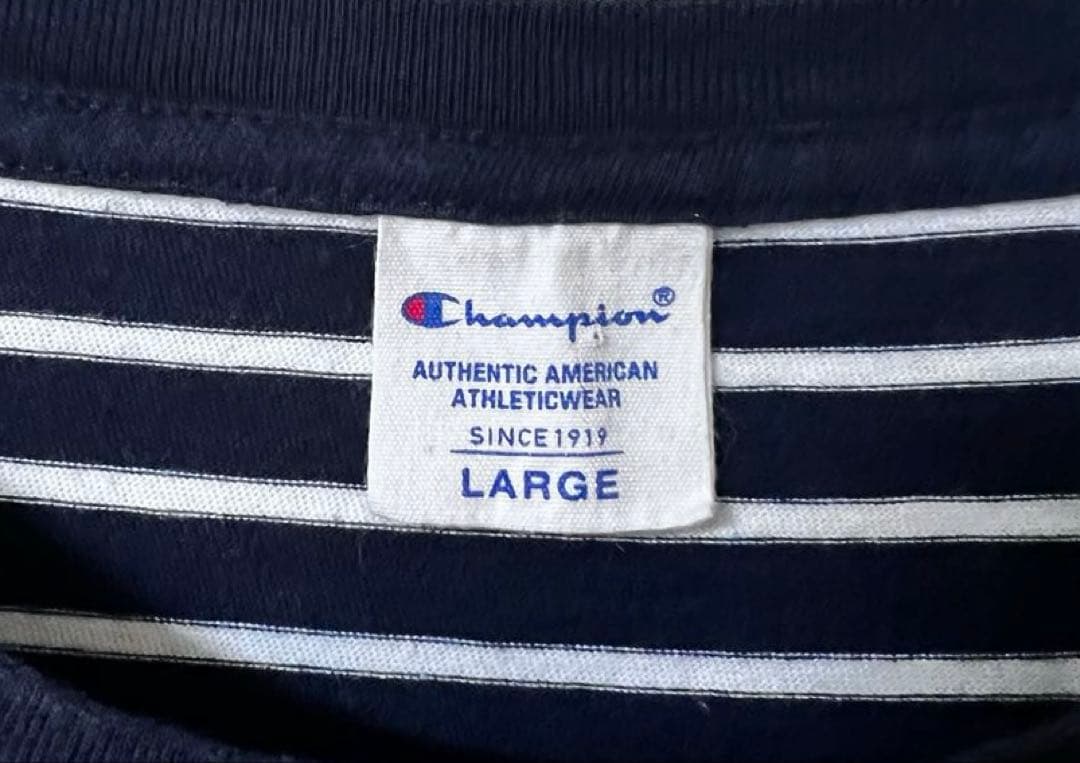 Champion®
AUTHENTIC AMERICAN
ATHLETICWEAR
SINCE 1919
LARGE